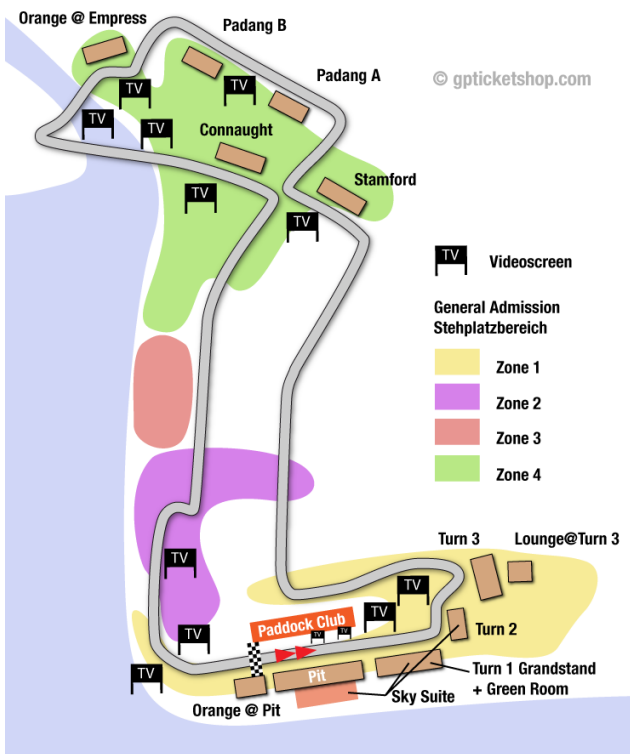 Orange @ Empress
Padang B
Padang A
© gpticketshop.com
TV
TV
TV
TV
Connaught
Stamford
TV
TV
TV
Videoscreen
General Admission
Stehplatzbereich
Zone 1
Zone 2
Zone 3
Zone 4
Turn 3
Lounge@Turn 3
TV
TV
TV
Paddock Club
TV
TV
TV
Turn 2
TV
Pit
Turn 1 Grandstand
+ Green Room
Sky Suite
Orange @ Pit